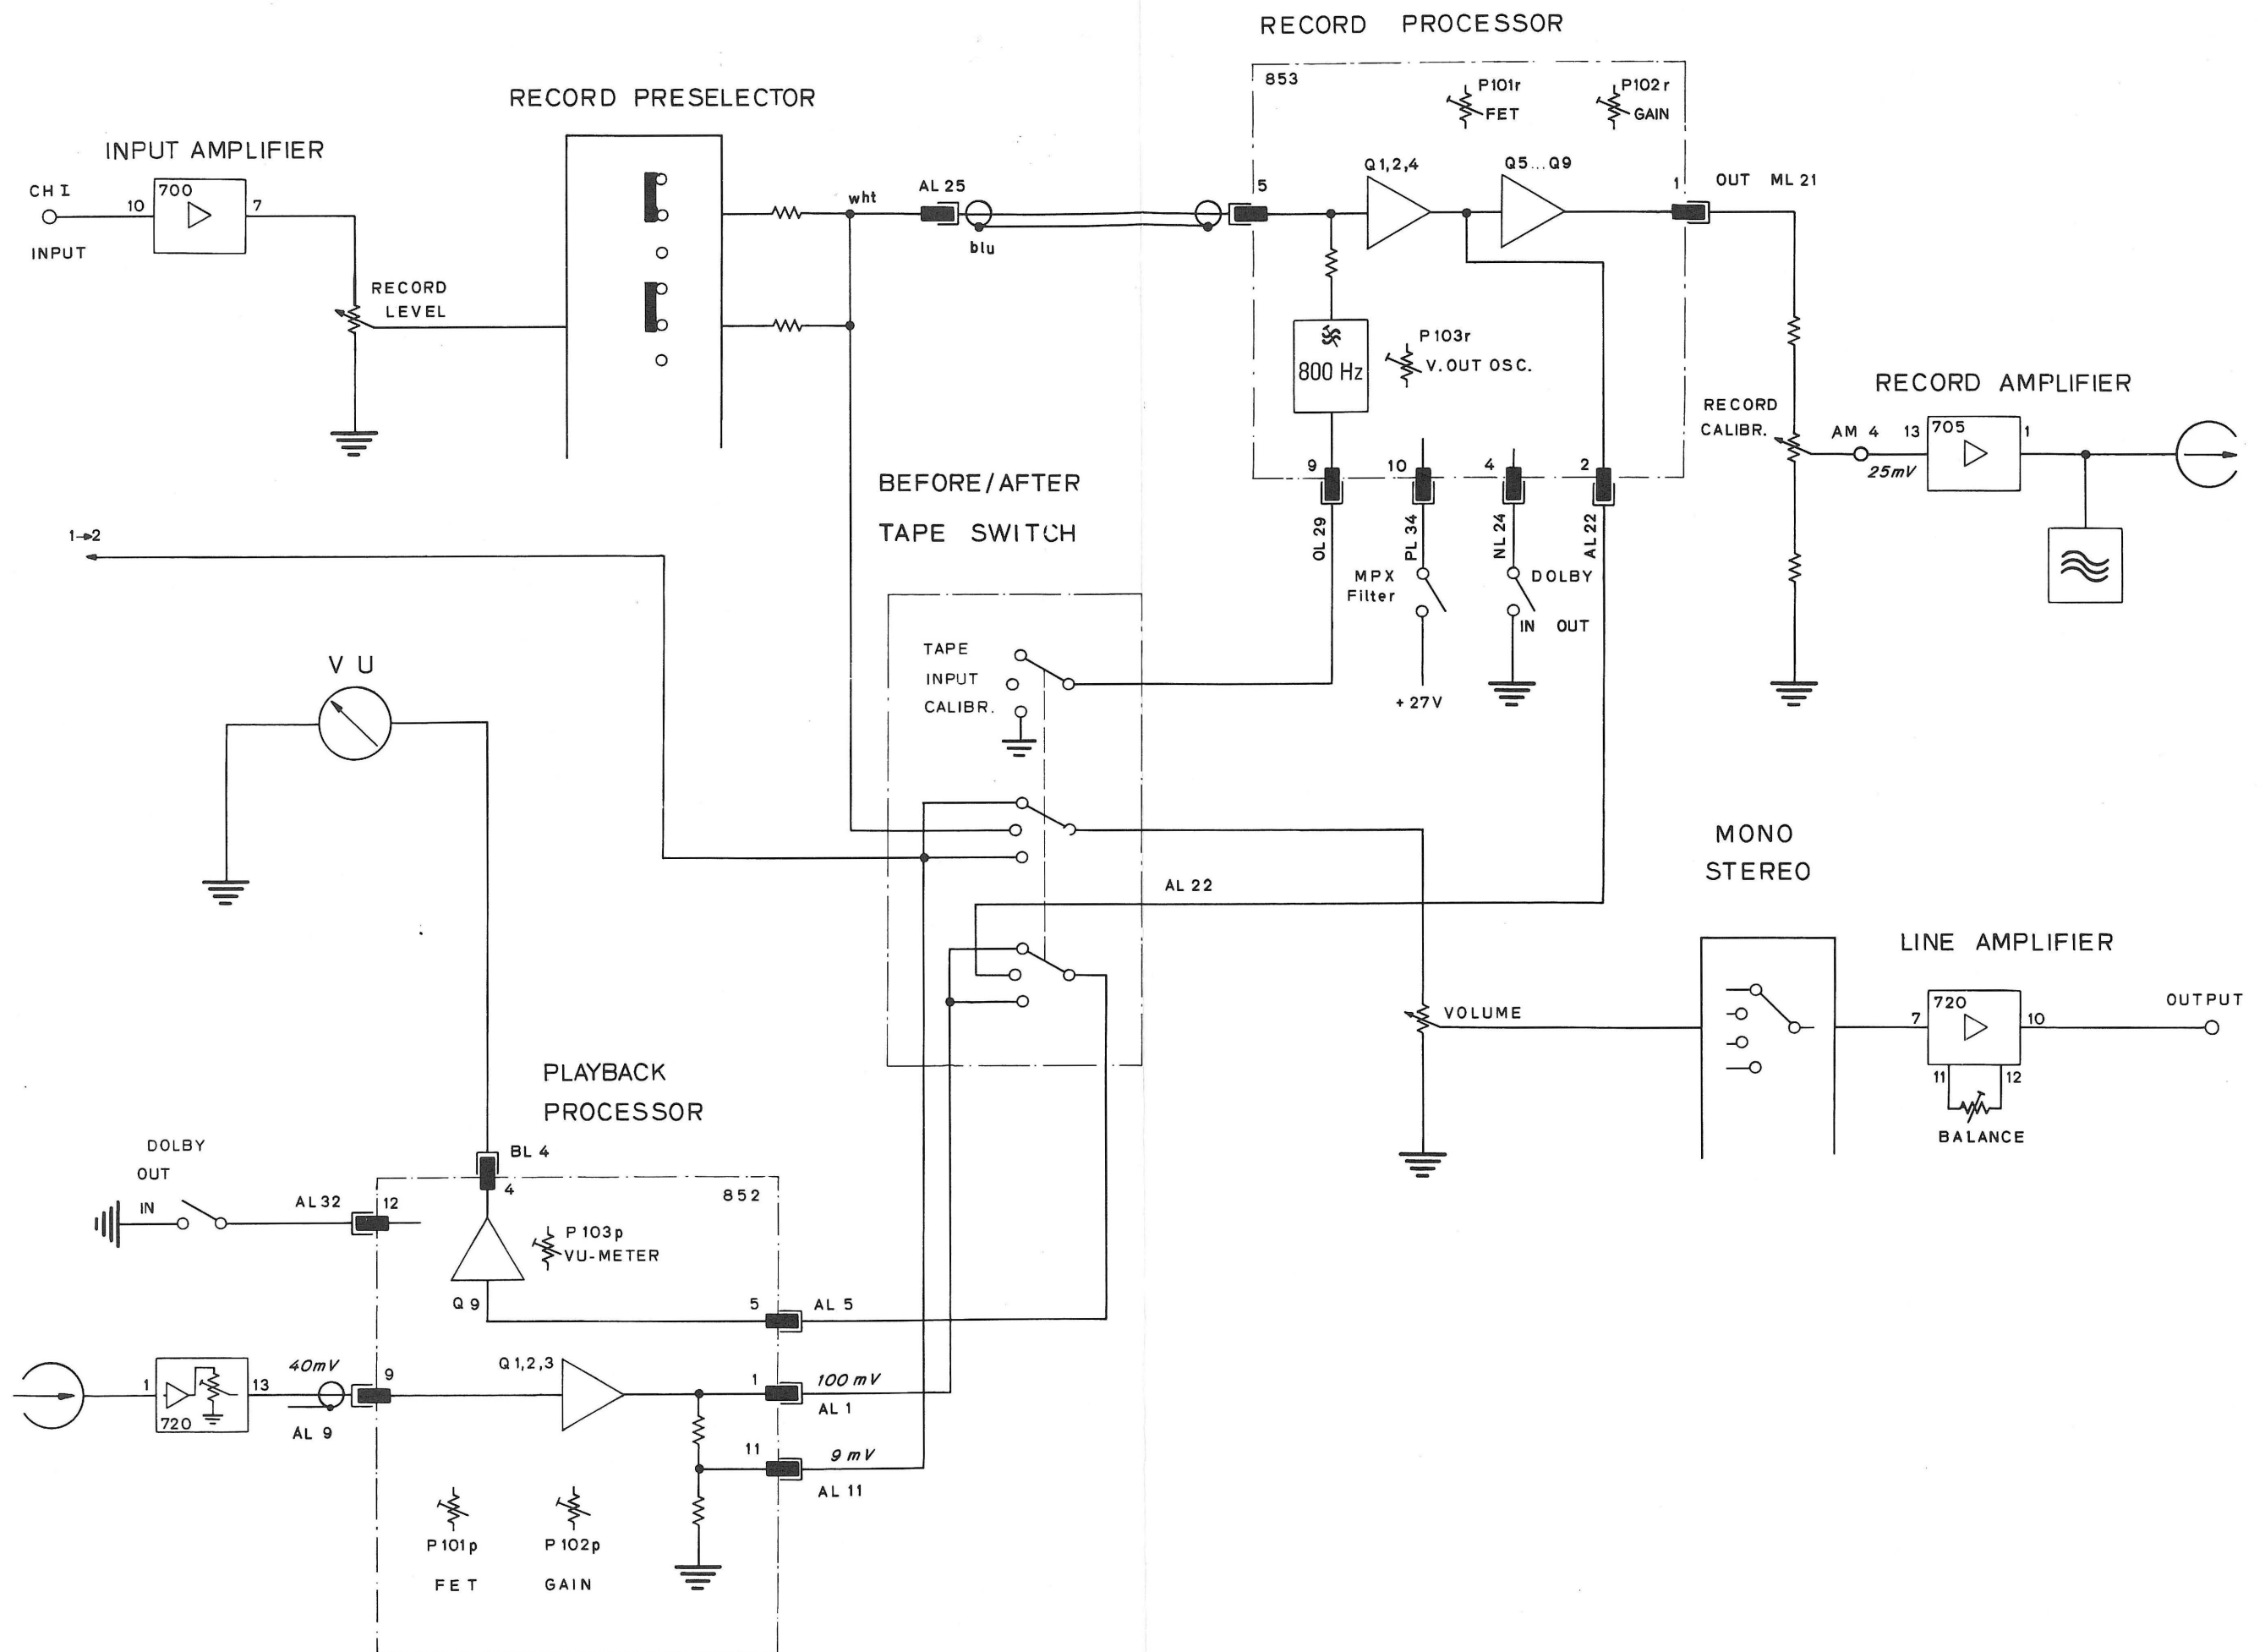 RECORD PROCESSOR
853
P101r
FET
P102r
GAIN
RECORD PRESELECTOR
INPUT AMPLIFIER
CH I
INPUT
10
700
7
RECORD
LEVEL
wht
AL 25
blu
5
Q1,2,4
Q5...Q9
1
OUT ML 21
800 Hz
P103r
V.OUT OSC.
9
10
4
2
OL 29
PL 34
NL 24
AL 22
MPX
Filter
DOLBY
IN OUT
+ 27V
RECORD
CALIBR.
RECORD AMPLIFIER
AM 4
25mV
13
705
1
BEFORE/AFTER
TAPE SWITCH
1→2
TAPE
INPUT
CALIBR.
V U
AL 22
MONO
STEREO
VOLUME
LINE AMPLIFIER
7
720
10
OUTPUT
11
12
BALANCE
PLAYBACK
PROCESSOR
DOLBY
OUT
IN
AL32
12
BL 4
4
852
P 103p
VU-METER
Q 9
5
AL 5
1
720
13
40mV
AL 9
9
Q1,2,3
1
100 mV
AL 1
11
9 mV
AL 11
P 101p
FET
P 102p
GAIN